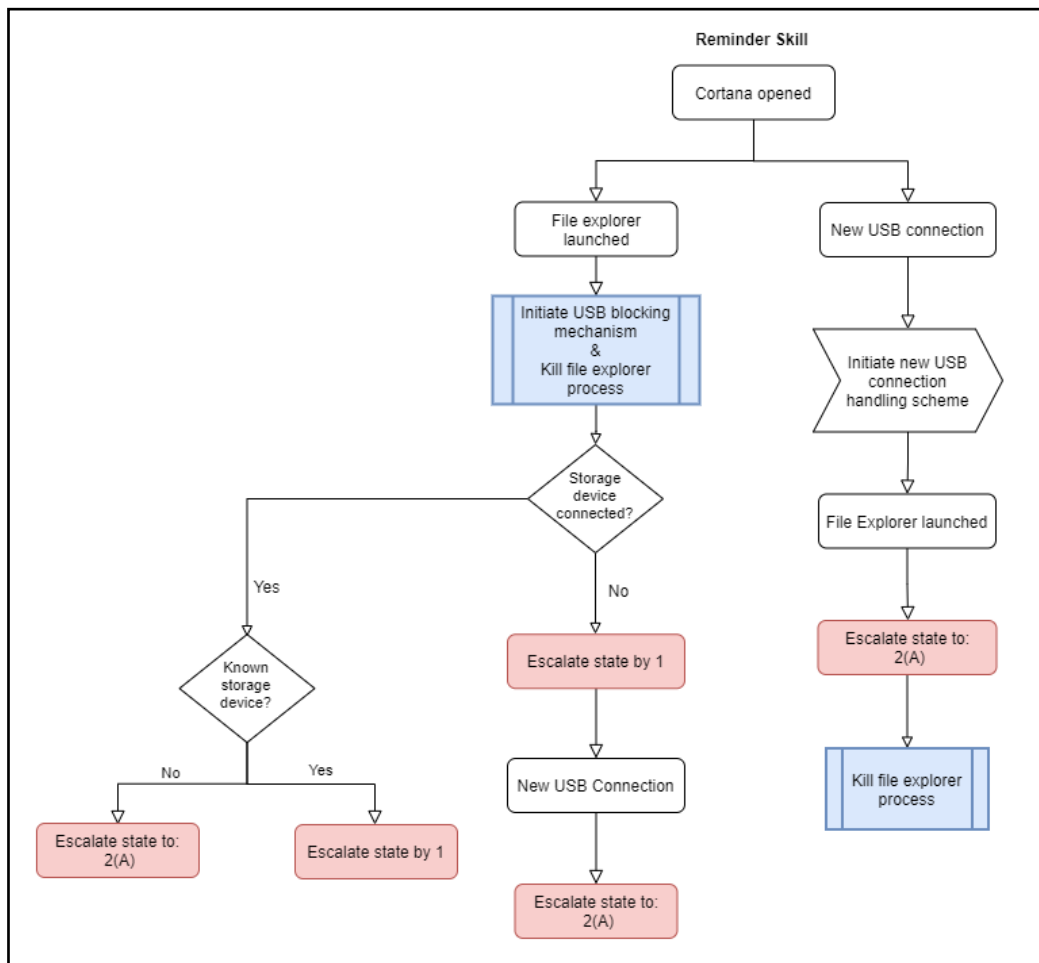 Reminder Skill
Cortana opened
File explorer
launched
New USB connection
Initiate USB blocking
mechanism
&
Kill file explorer
process
Initiate new USB
connection
handling scheme
Storage
device
connected?
File Explorer launched
Yes
No
Known
storage
device?
Escalate state by 1
Escalate state to:
2(A)
No
Yes
New USB Connection
Kill file explorer
process
Escalate state to:
2(A)
Escalate state by 1
Escalate state to:
2(A)